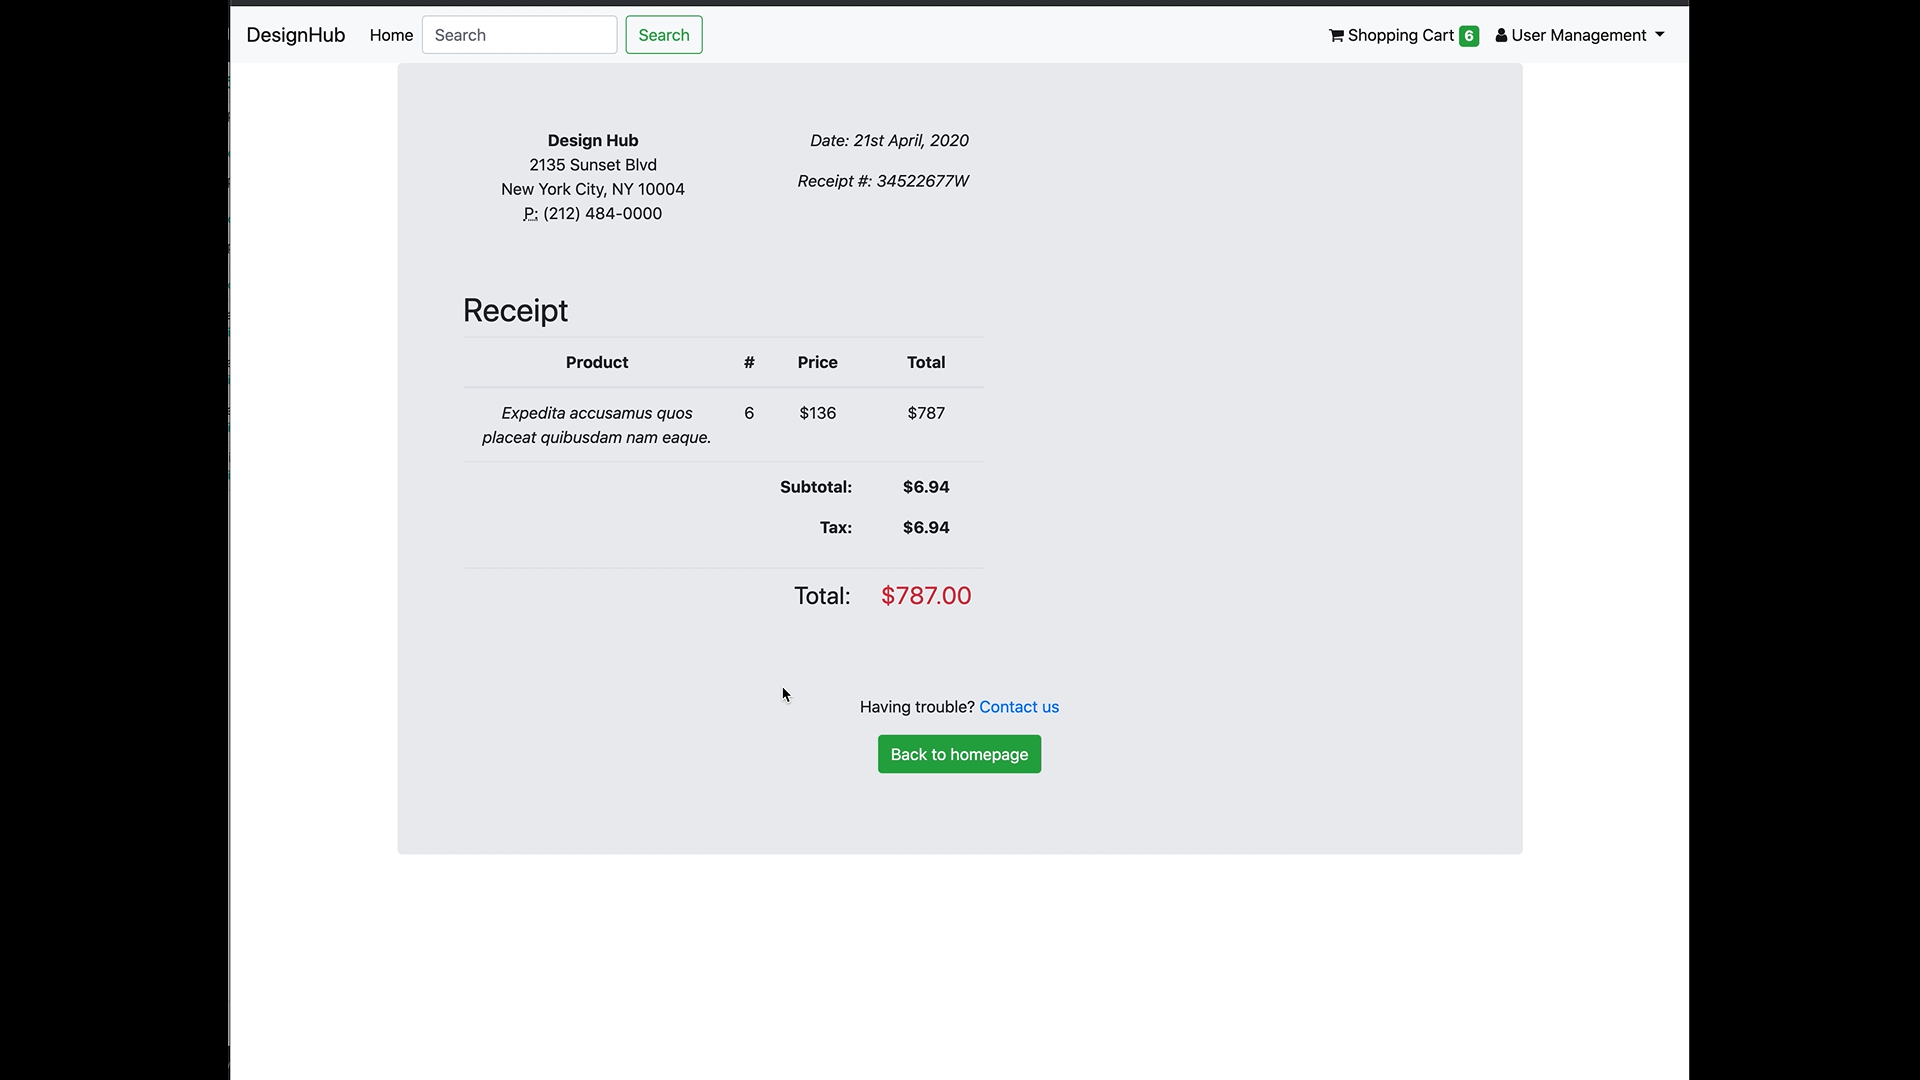 DesignHub Home Search Search Shopping Cart 6 User Management
Design Hub
2135 Sunset Blvd
New York City, NY 10004
P: (212) 484-0000
Date: 21st April, 2020
Receipt #: 34522677W
Receipt
Product # Price Total
Expedita accusamus quos 6 $136 $787
placeat quibusdam nam eaque.
Subtotal: $6.94
Tax: $6.94
Total: $787.00
Having trouble? Contact us
Back to homepage